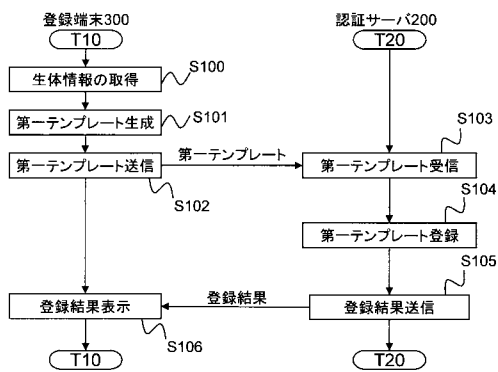 登録端末300
認証サーバ200
T10
T20
生体情報の取得
S100
第一テンプレート生成
S101
第一テンプレート送信
S102
第一テンプレート
第一テンプレート受信
S103
第一テンプレート登録
S104
登録結果送信
S105
登録結果
登録結果表示
S106
T10
T20